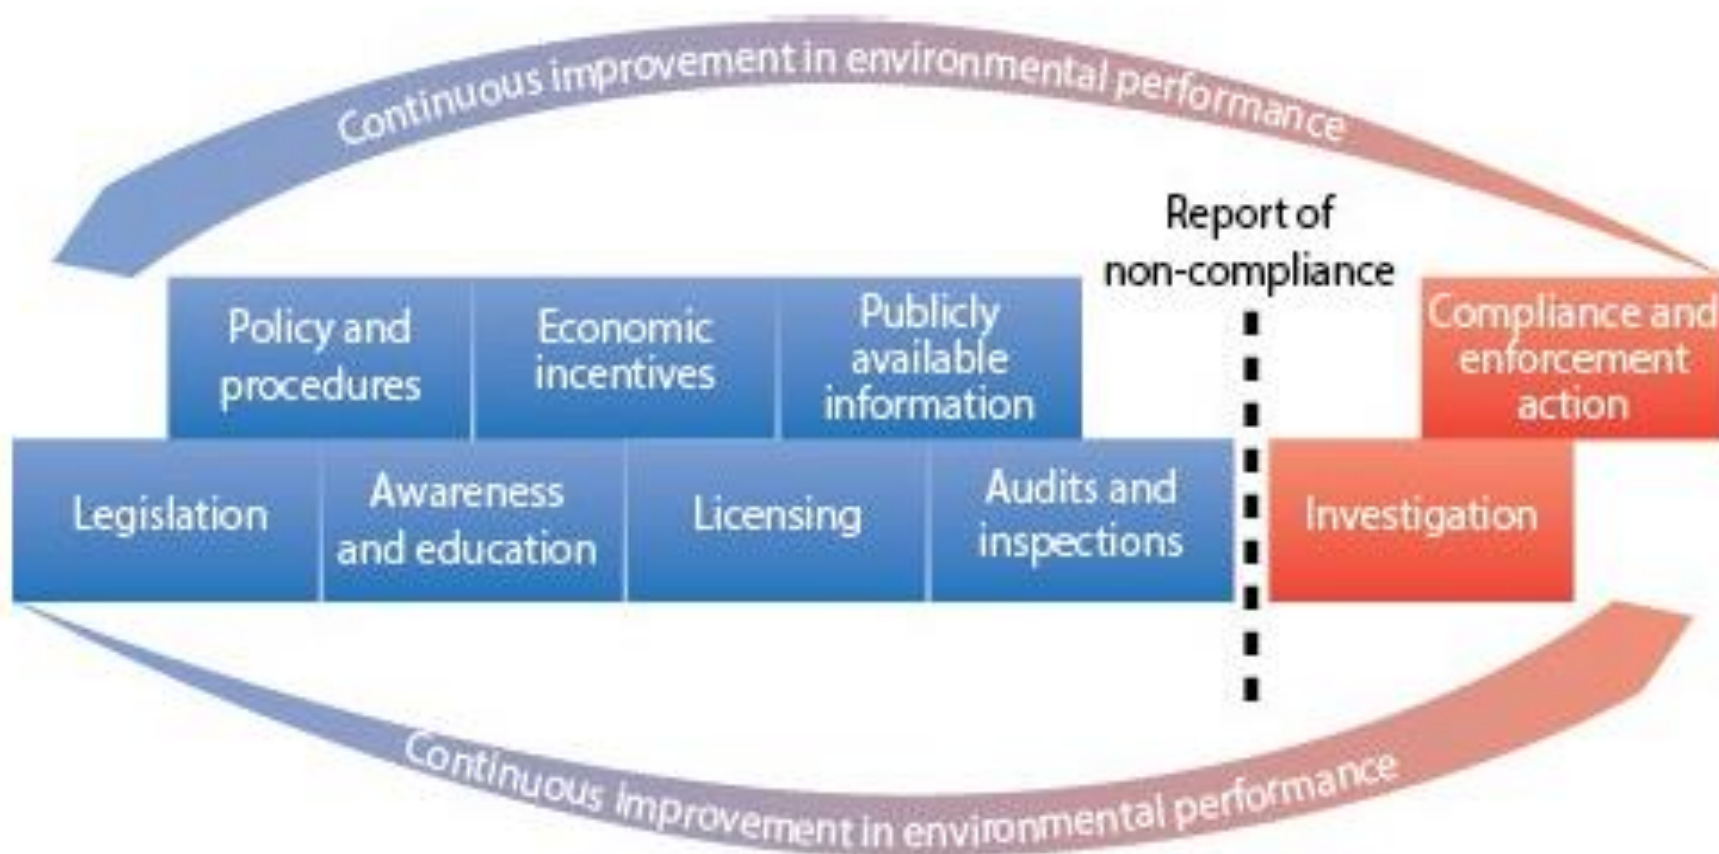 Continuous improvement in environmental performance
Report of
non-compliance
Policy and
procedures
Economic
incentives
Publicly
available
information
Compliance and
enforcement
action
Legislation
Awareness
and education
Licensing
Audits and
inspections
Investigation
Continuous improvement in environmental performance